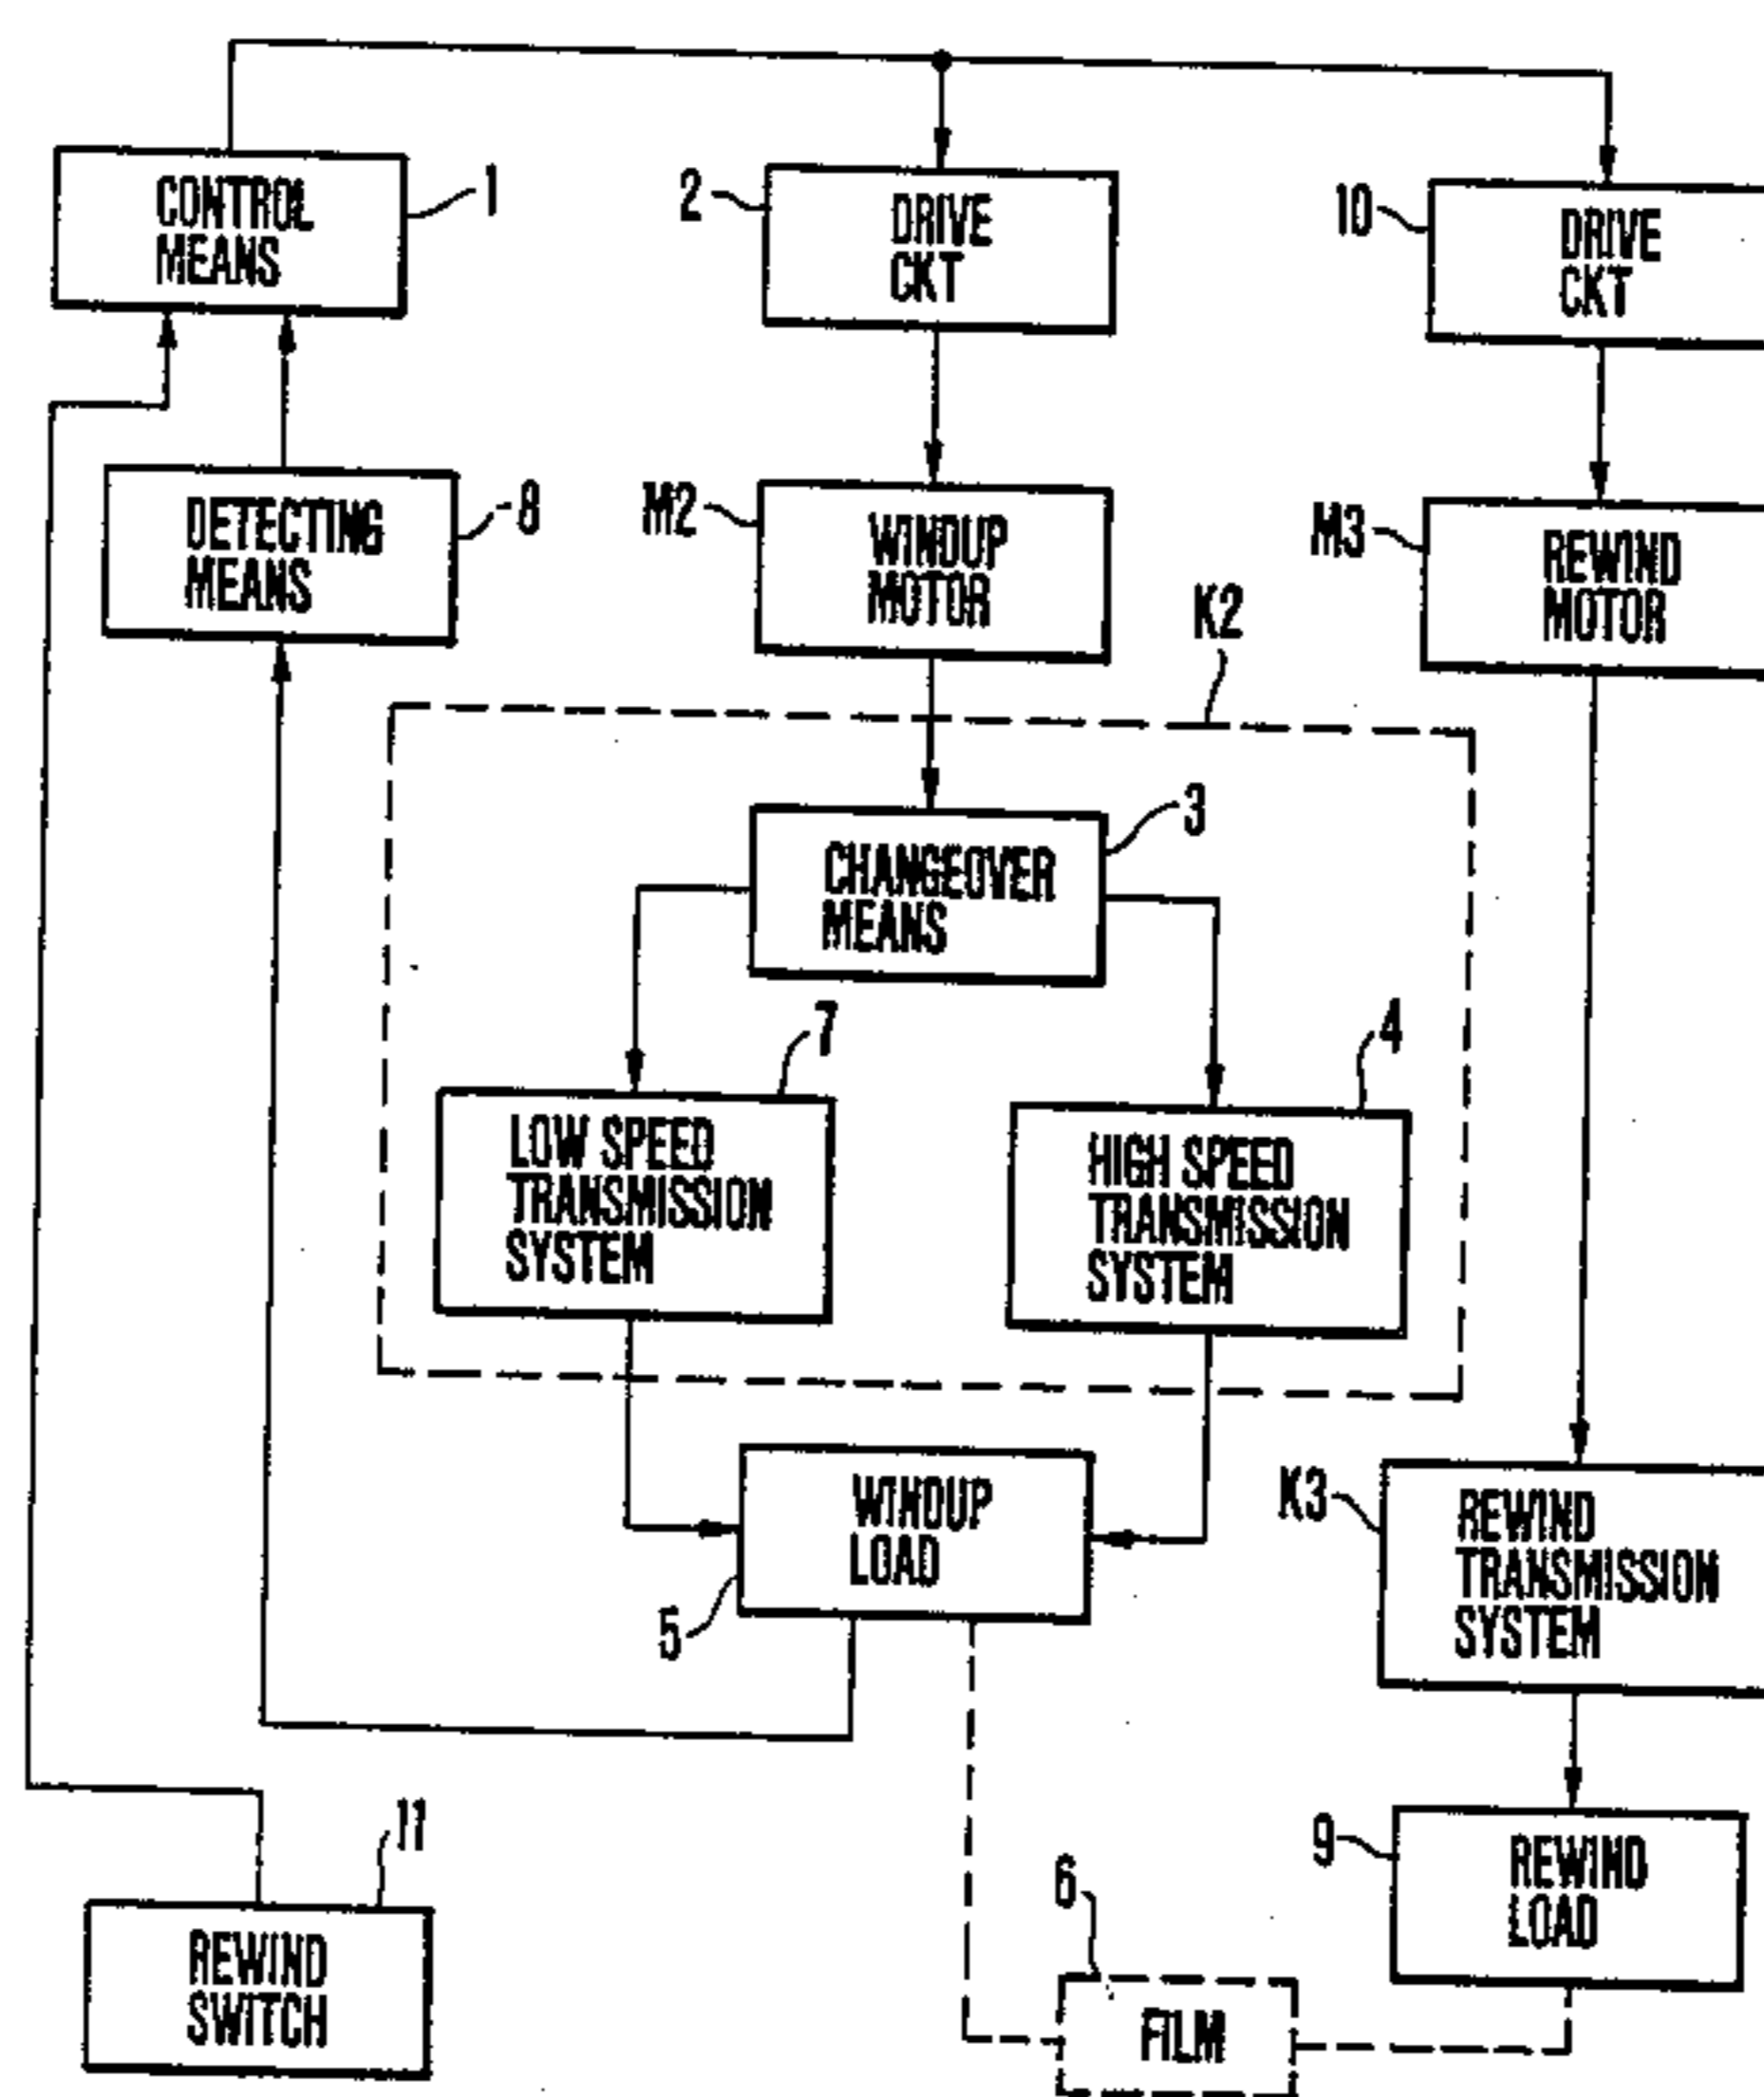 CONTROL
MEANS
1
2
DRIVE
CKT
10
DRIVE
CKT
DETECTING
MEANS
8
M2
WINDUP
MOTOR
M3
REWIND
MOTOR
K2
CHANGEOVER
MEANS
3
7
LOW SPEED
TRANSMISSION
SYSTEM
4
HIGH SPEED
TRANSMISSION
SYSTEM
WINDUP
LOAD
5
K3
REWIND
TRANSMISSION
SYSTEM
11
REWIND
SWITCH
9
REWIND
LOAD
6
FILM